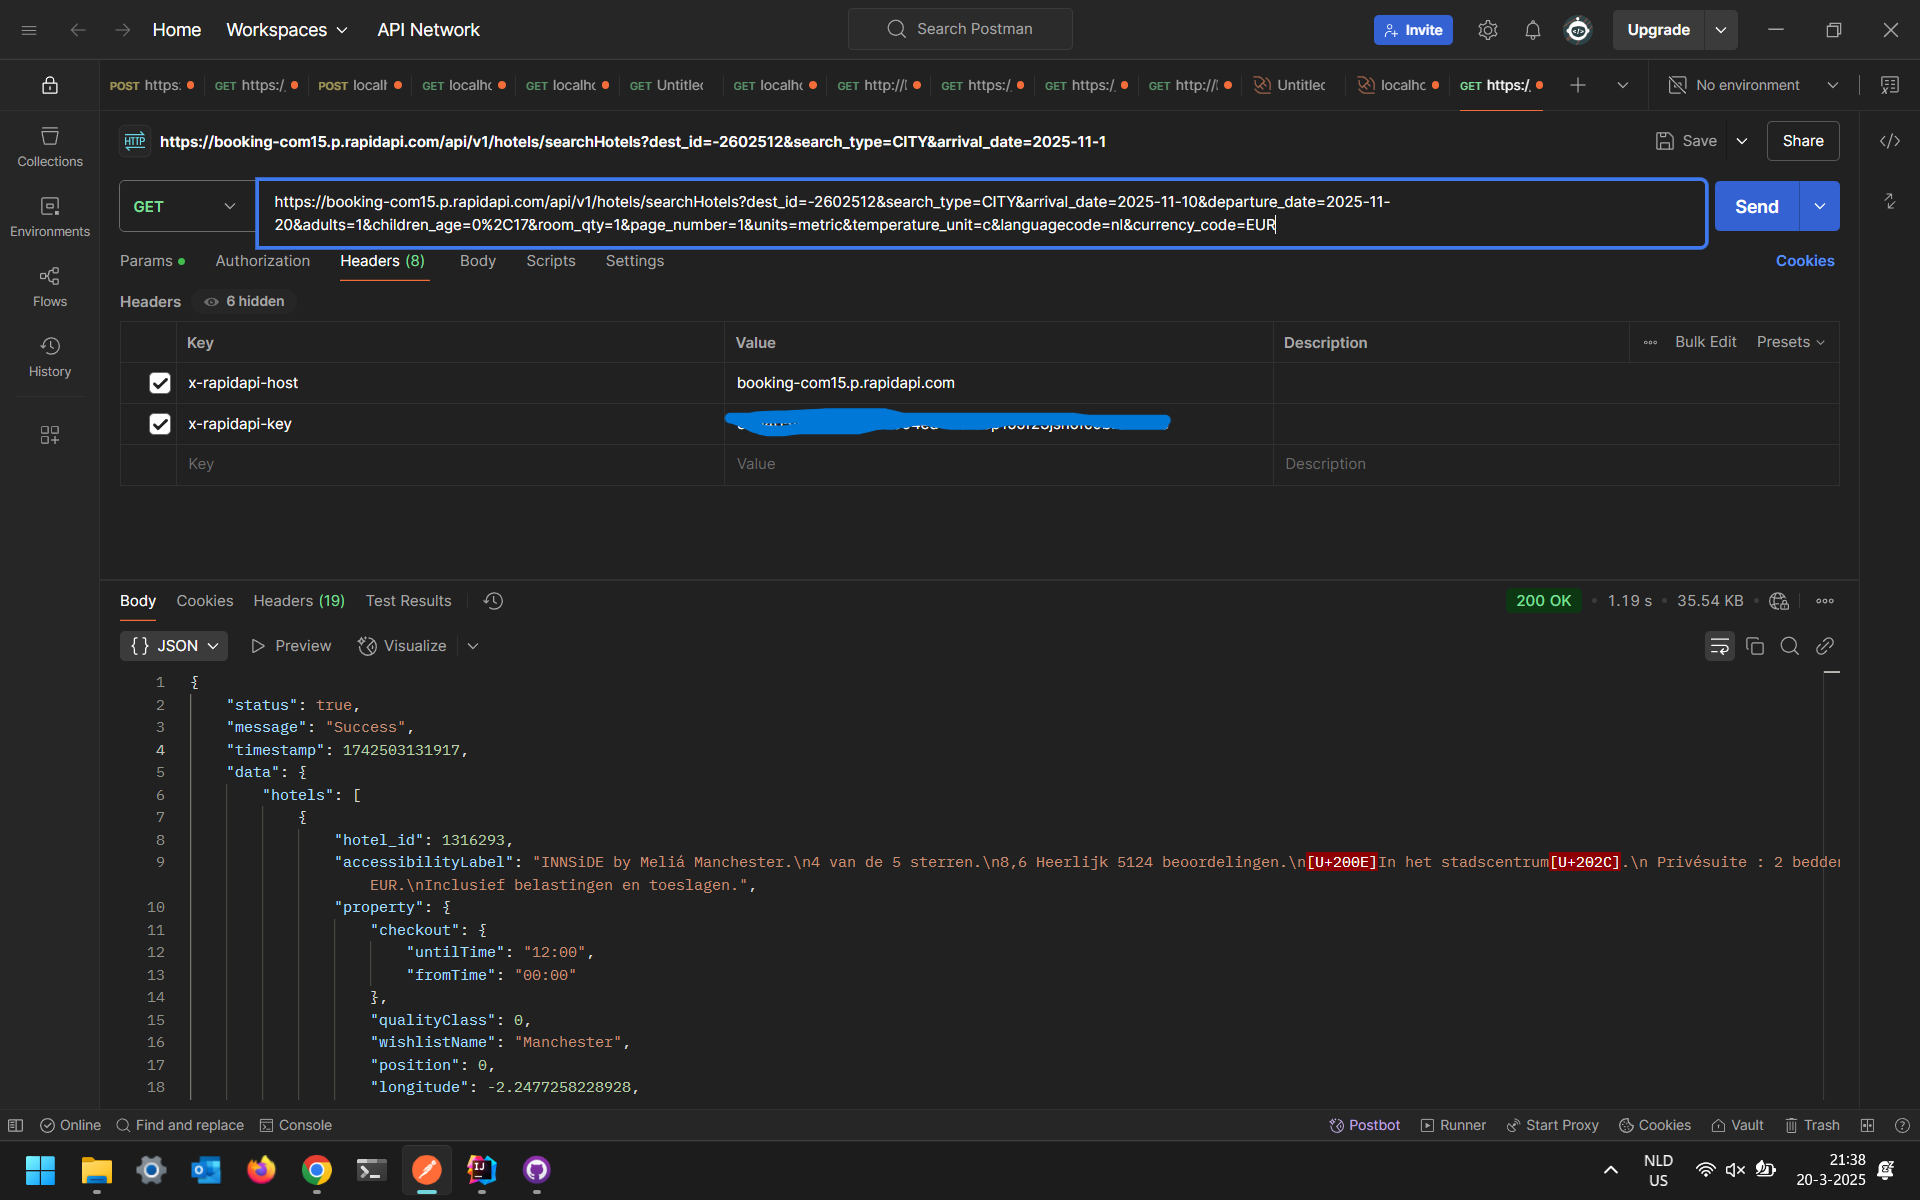 Home Workspaces API Network Search Postman Invite Upgrade
POST https: GET https:/ POST localh GET localhc GET localhc GET Untitlec GET localhc GET http://l GET https:/ GET https:/ GET http://l Untitlec localhc GET https:/ No environment
HTTP https://booking-com15.p.rapidapi.com/api/v1/hotels/searchHotels?dest_id=-2602512&search_type=CITY&arrival_date=2025-11-1 Save Share
GET
https://booking-com15.p.rapidapi.com/api/v1/hotels/searchHotels?dest_id=-2602512&search_type=CITY&arrival_date=2025-11-10&departure_date=2025-11-
20&adults=1&children_age=0%2C17&room_qty=1&page_number=1&units=metric&temperature_unit=c&languagecode=nl&currency_code=EUR
Send
Collections
Environments
Flows
History
Params Authorization Headers (8) Body Scripts Settings Cookies
Headers 6 hidden
Key Value Description Bulk Edit Presets
x-rapidapi-host booking-com15.p.rapidapi.com
x-rapidapi-key
Key Value Description
Body Cookies Headers (19) Test Results 200 OK 1.19 s 35.54 KB
{} JSON Preview Visualize
1 {
2 "status": true,
3 "message": "Success",
4 "timestamp": 1742503131917,
5 "data": {
6 "hotels": [
7 {
8 "hotel_id": 1316293,
9 "accessibilityLabel": "INNSiDE by Meliá Manchester.\n4 van de 5 sterren.\n8,6 Heerlijk 5124 beoordelingen.\n[U+200E]In het stadscentrum[U+202C].\n Privésuite : 2 bedden
EUR.\nInclusief belastingen en toeslagen.",
10 "property": {
11 "checkout": {
12 "untilTime": "12:00",
13 "fromTime": "00:00"
14 },
15 "qualityClass": 0,
16 "wishlistName": "Manchester",
17 "position": 0,
18 "longitude": -2.2477258228928,
Online Find and replace Console Postbot Runner Start Proxy Cookies Vault Trash
NLD
US
21:38
20-3-2025